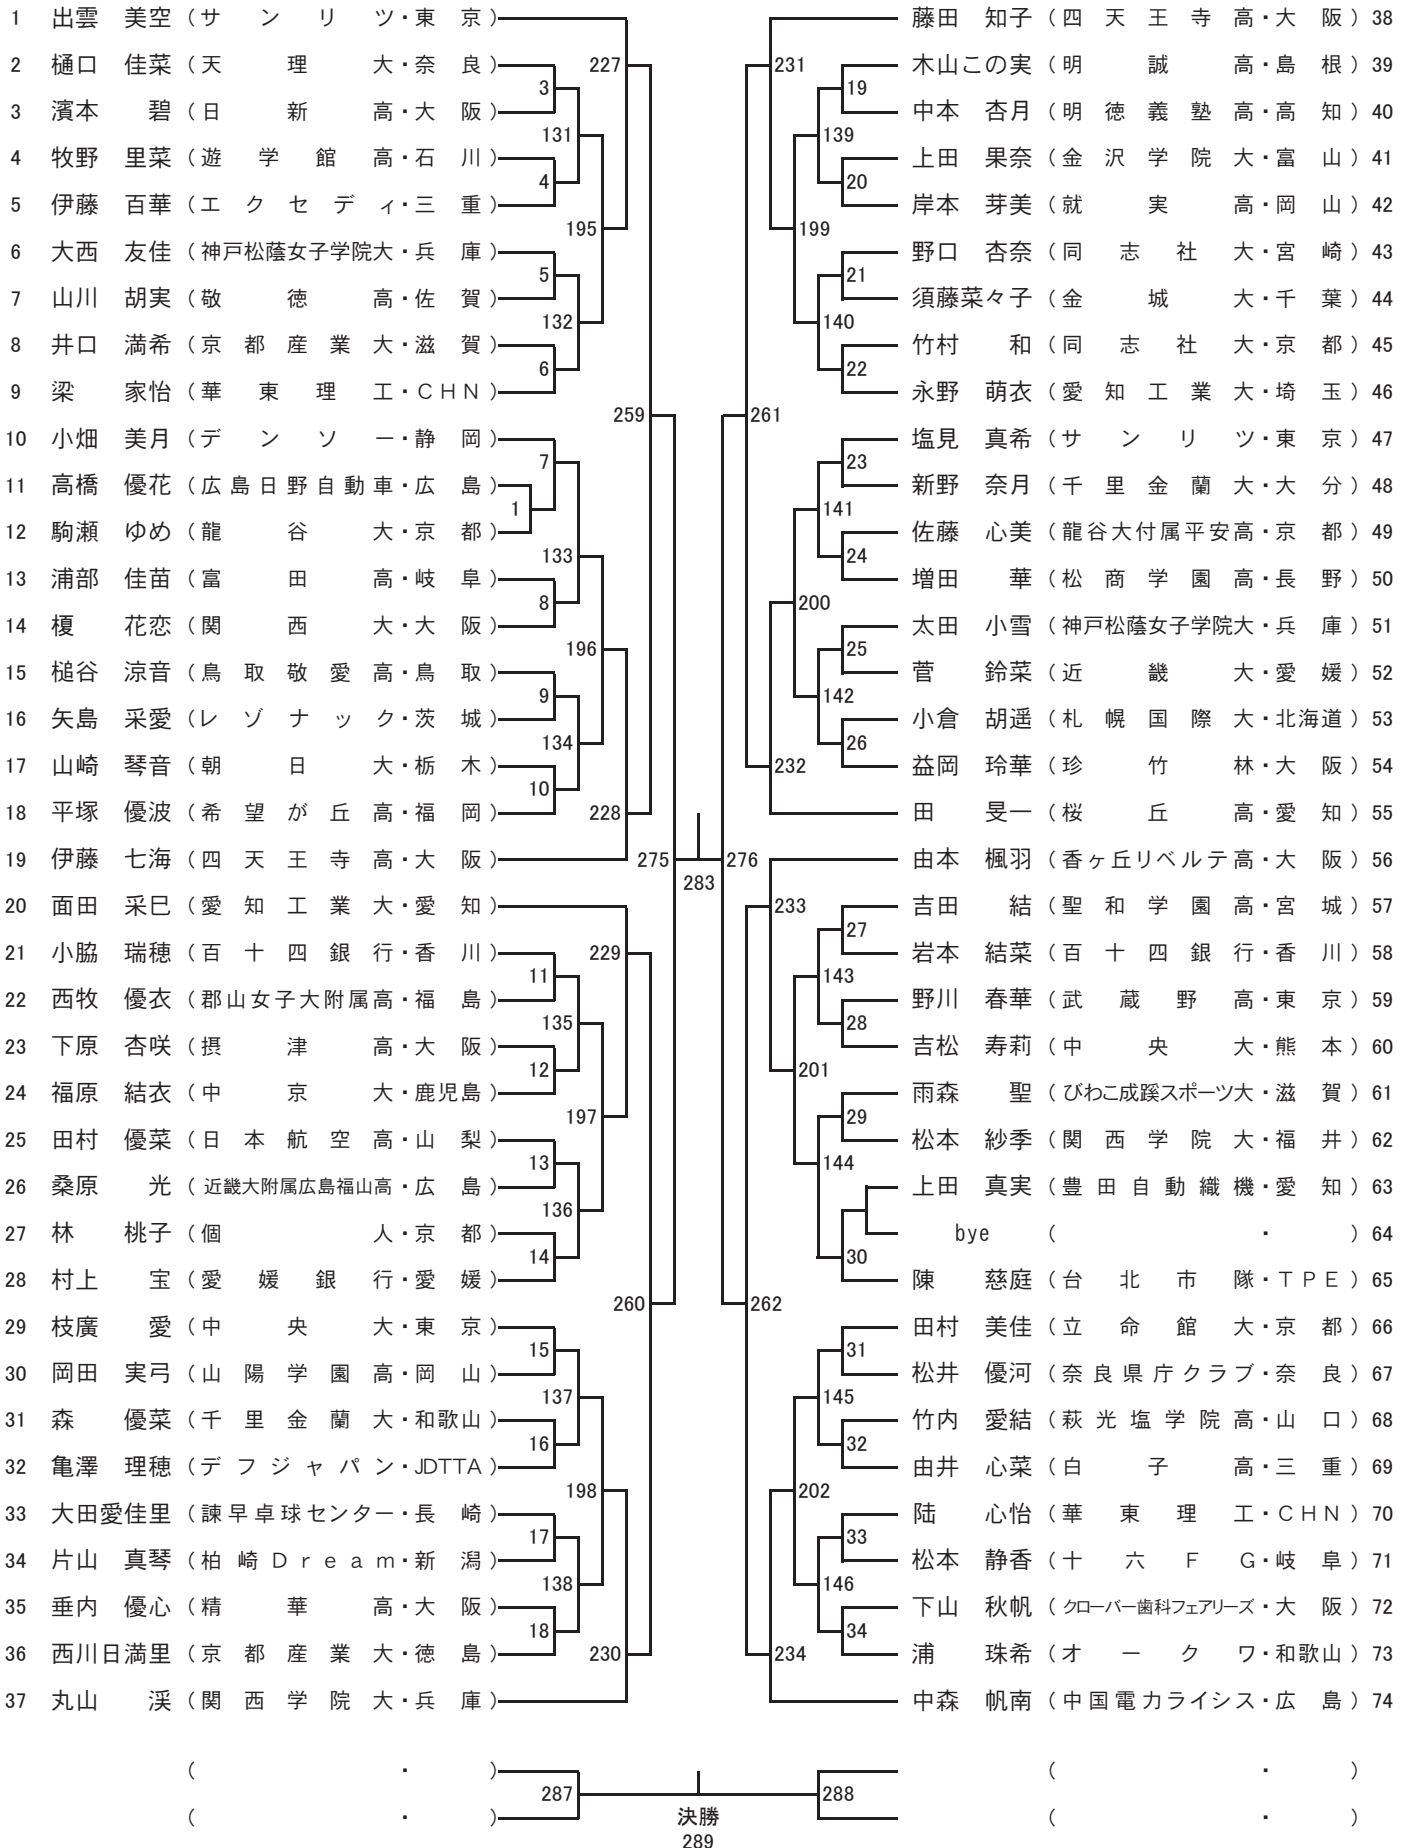 1 出雲 美空 (サンリツ・東京)
2 樋口 佳菜 (天理大・奈良)
3 濱本 碧 (日新高・大阪)
4 牧野 里菜 (遊学館高・石川)
5 伊藤 百華 (エクセディ・三重)
6 大西 友佳 (神戸松蔭女子学院大・兵庫)
7 山川 胡実 (敬徳高・佐賀)
8 井口 満希 (京都産業大・滋賀)
9 梁 家怡 (華東理工・CHN)
10 小畑 美月 (デンソー・静岡)
11 高橋 優花 (広島日野自動車・広島)
12 駒瀬 ゆめ (龍谷大・京都)
13 浦部 佳苗 (富田高・岐阜)
14 榎 花恋 (関西大・大阪)
15 槌谷 涼音 (鳥取敬愛高・鳥取)
16 矢島 采愛 (レゾナック・茨城)
17 山崎 琴音 (朝日大・栃木)
18 平塚 優波 (希望が丘高・福岡)
19 伊藤 七海 (四天王寺高・大阪)
20 面田 采巳 (愛知工業大・愛知)
21 小脇 瑞穂 (百十四銀行・香川)
22 西牧 優衣 (郡山女子大附属高・福島)
23 下原 杏咲 (摂津高・大阪)
24 福原 結衣 (中京大・鹿児島)
25 田村 優菜 (日本航空高・山梨)
26 桑原 光 (近畿大附属広島福山高・広島)
27 林 桃子 (個人・京都)
28 村上 宝 (愛媛銀行・愛媛)
29 枝廣 愛 (中央大・東京)
30 岡田 実弓 (山陽学園高・岡山)
31 森 優菜 (千里金蘭大・和歌山)
32 亀澤 理穂 (デフジャパン・JDTTA)
33 大田愛佳里 (諫早卓球センター・長崎)
34 片山 真琴 (柏崎Dream・新潟)
35 垂内 優心 (精華高・大阪)
36 西川日満里 (京都産業大・徳島)
37 丸山 渓 (関西学院大・兵庫)
3
4
5
6
7
1
8
9
10
11
12
13
14
15
16
17
18
131
132
133
134
135
136
137
138
195
196
197
198
227
228
229
230
259
260
275
283
276
261
262
231
232
233
234
199
200
201
202
139
140
141
142
143
144
145
146
19
20
21
22
23
24
25
26
27
28
29
30
31
32
33
34
藤田 知子 (四天王寺高・大阪) 38
木山この実 (明誠高・島根) 39
中本 杏月 (明徳義塾高・高知) 40
上田 果奈 (金沢学院大・富山) 41
岸本 芽美 (就実高・岡山) 42
野口 杏奈 (同志社大・宮崎) 43
須藤菜々子 (金城大・千葉) 44
竹村 和 (同志社大・京都) 45
永野 萌衣 (愛知工業大・埼玉) 46
塩見 真希 (サンリツ・東京) 47
新野 奈月 (千里金蘭大・大分) 48
佐藤 心美 (龍谷大付属平安高・京都) 49
増田 華 (松商学園高・長野) 50
太田 小雪 (神戸松蔭女子学院大・兵庫) 51
菅 鈴菜 (近畿大・愛媛) 52
小倉 胡遥 (札幌国際大・北海道) 53
益岡 玲華 (珍竹林・大阪) 54
田 旻一 (桜丘高・愛知) 55
由本 楓羽 (香ヶ丘リベルテ高・大阪) 56
吉田 結 (聖和学園高・宮城) 57
岩本 結菜 (百十四銀行・香川) 58
野川 春華 (武蔵野高・東京) 59
吉松 寿莉 (中央大・熊本) 60
雨森 聖 (びわこ成蹊スポーツ大・滋賀) 61
松本 紗季 (関西学院大・福井) 62
上田 真実 (豊田自動織機・愛知) 63
bye ( ・ ) 64
陳 慈庭 (台北市隊・TPE) 65
田村 美佳 (立命館大・京都) 66
松井 優河 (奈良県庁クラブ・奈良) 67
竹内 愛結 (萩光塩学院高・山口) 68
由井 心菜 (白子高・三重) 69
陆 心怡 (華東理工・CHN) 70
松本 静香 (十六FG・岐阜) 71
下山 秋帆 (クローバー歯科フェアリーズ・大阪) 72
浦 珠希 (オークワ・和歌山) 73
中森 帆南 (中国電力ライシス・広島) 74
( ・ )
( ・ )
287
決勝
289
288
( ・ )
( ・ )